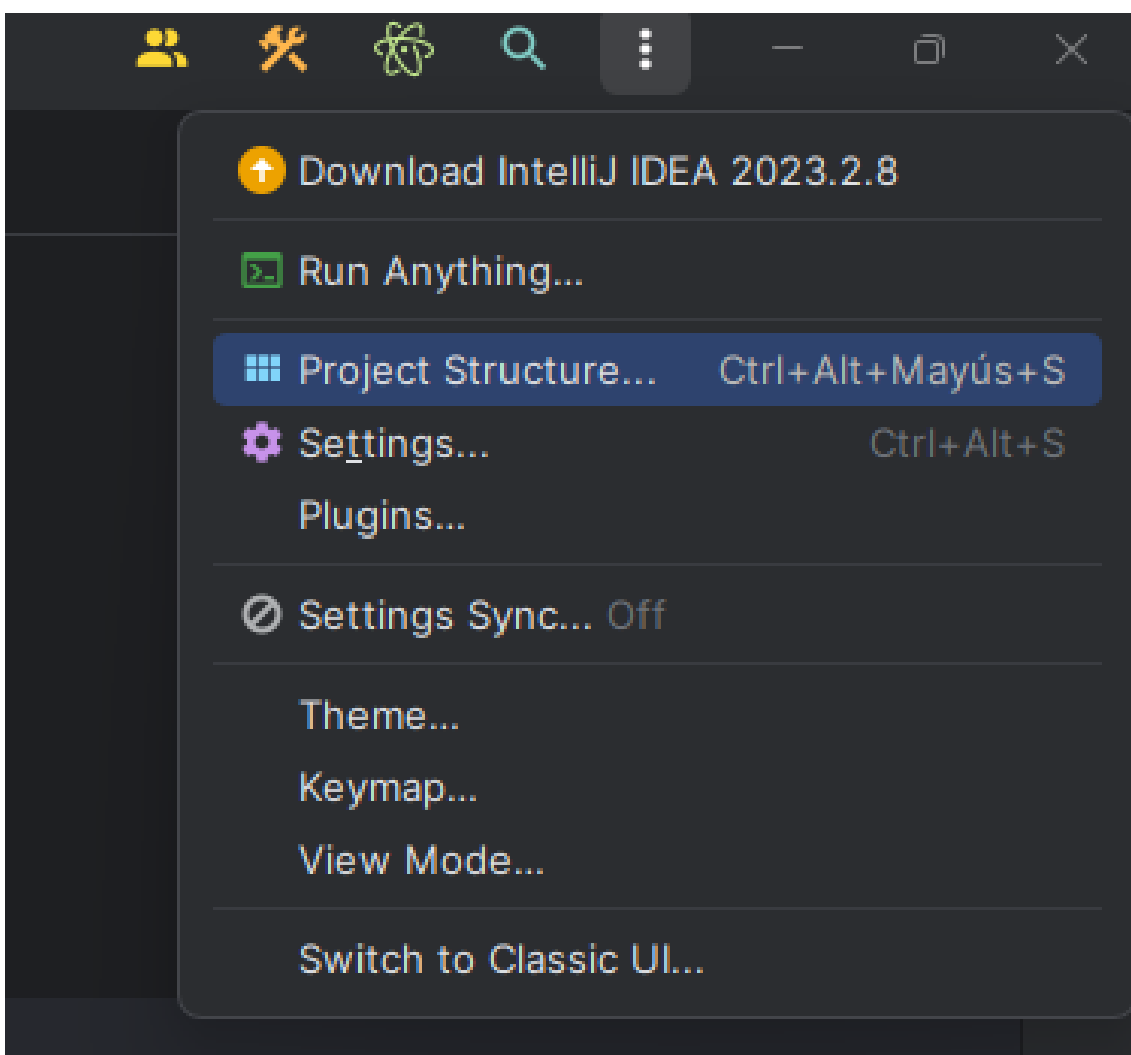 Download IntelliJ IDEA 2023.2.8
Run Anything...
Project Structure... Ctrl+Alt+Mayús+S
Settings... Ctrl+Alt+S
Plugins...
Settings Sync... Off
Theme...
Keymap...
View Mode...
Switch to Classic UI...